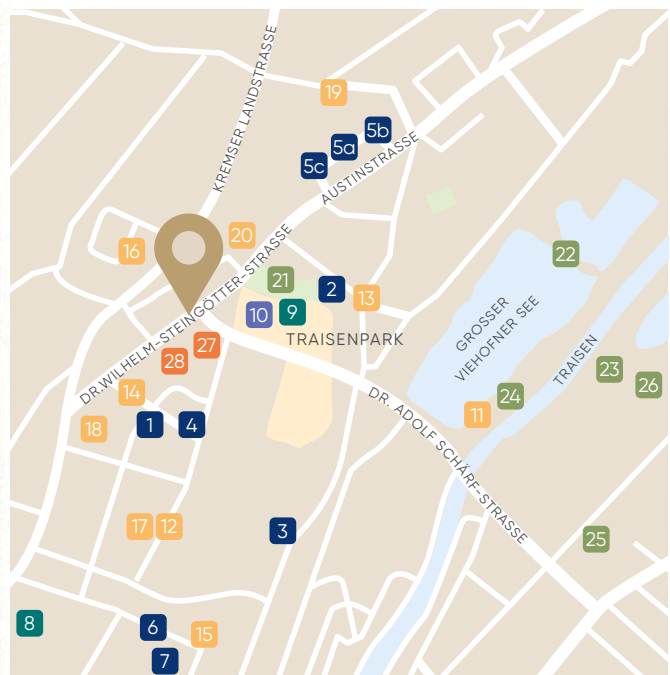 KREMSER LANDSTRASSE
19
5b
5a
5c
AUSTINSTRASSE
16
20
DR.WILHELM-STEINGÖTTER-STRASSE
22
21
2
13
10
9
TRAISENPARK
GROSSER
VIEHOFNER SEE
TRAISEN
27
28
23
26
14
24
11
DR. ADOLF SCHÄRF-STRASSE
18
1
4
17
12
3
25
8
6
15
7